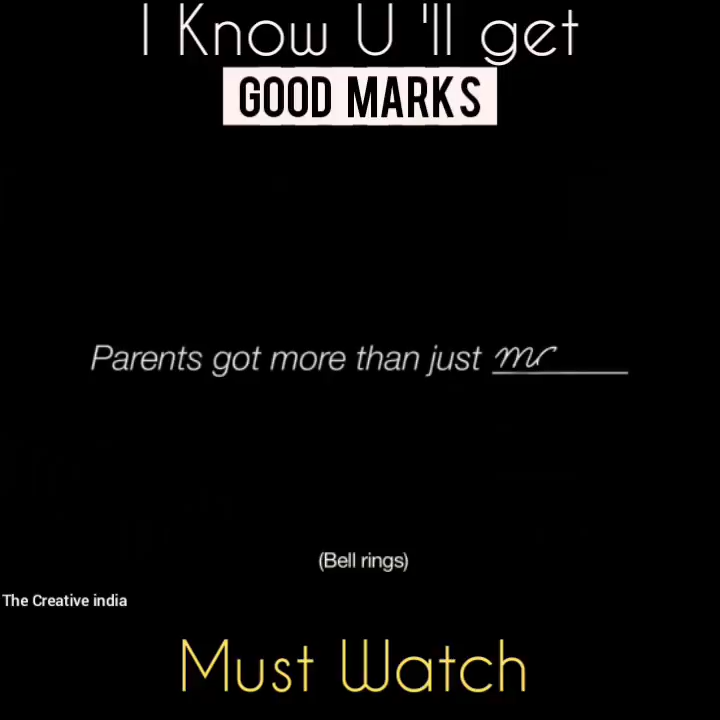 I Know U 'll get
GOOD MARKS
Parents got more than just
(Bell rings)
The Creative india
Must Watch